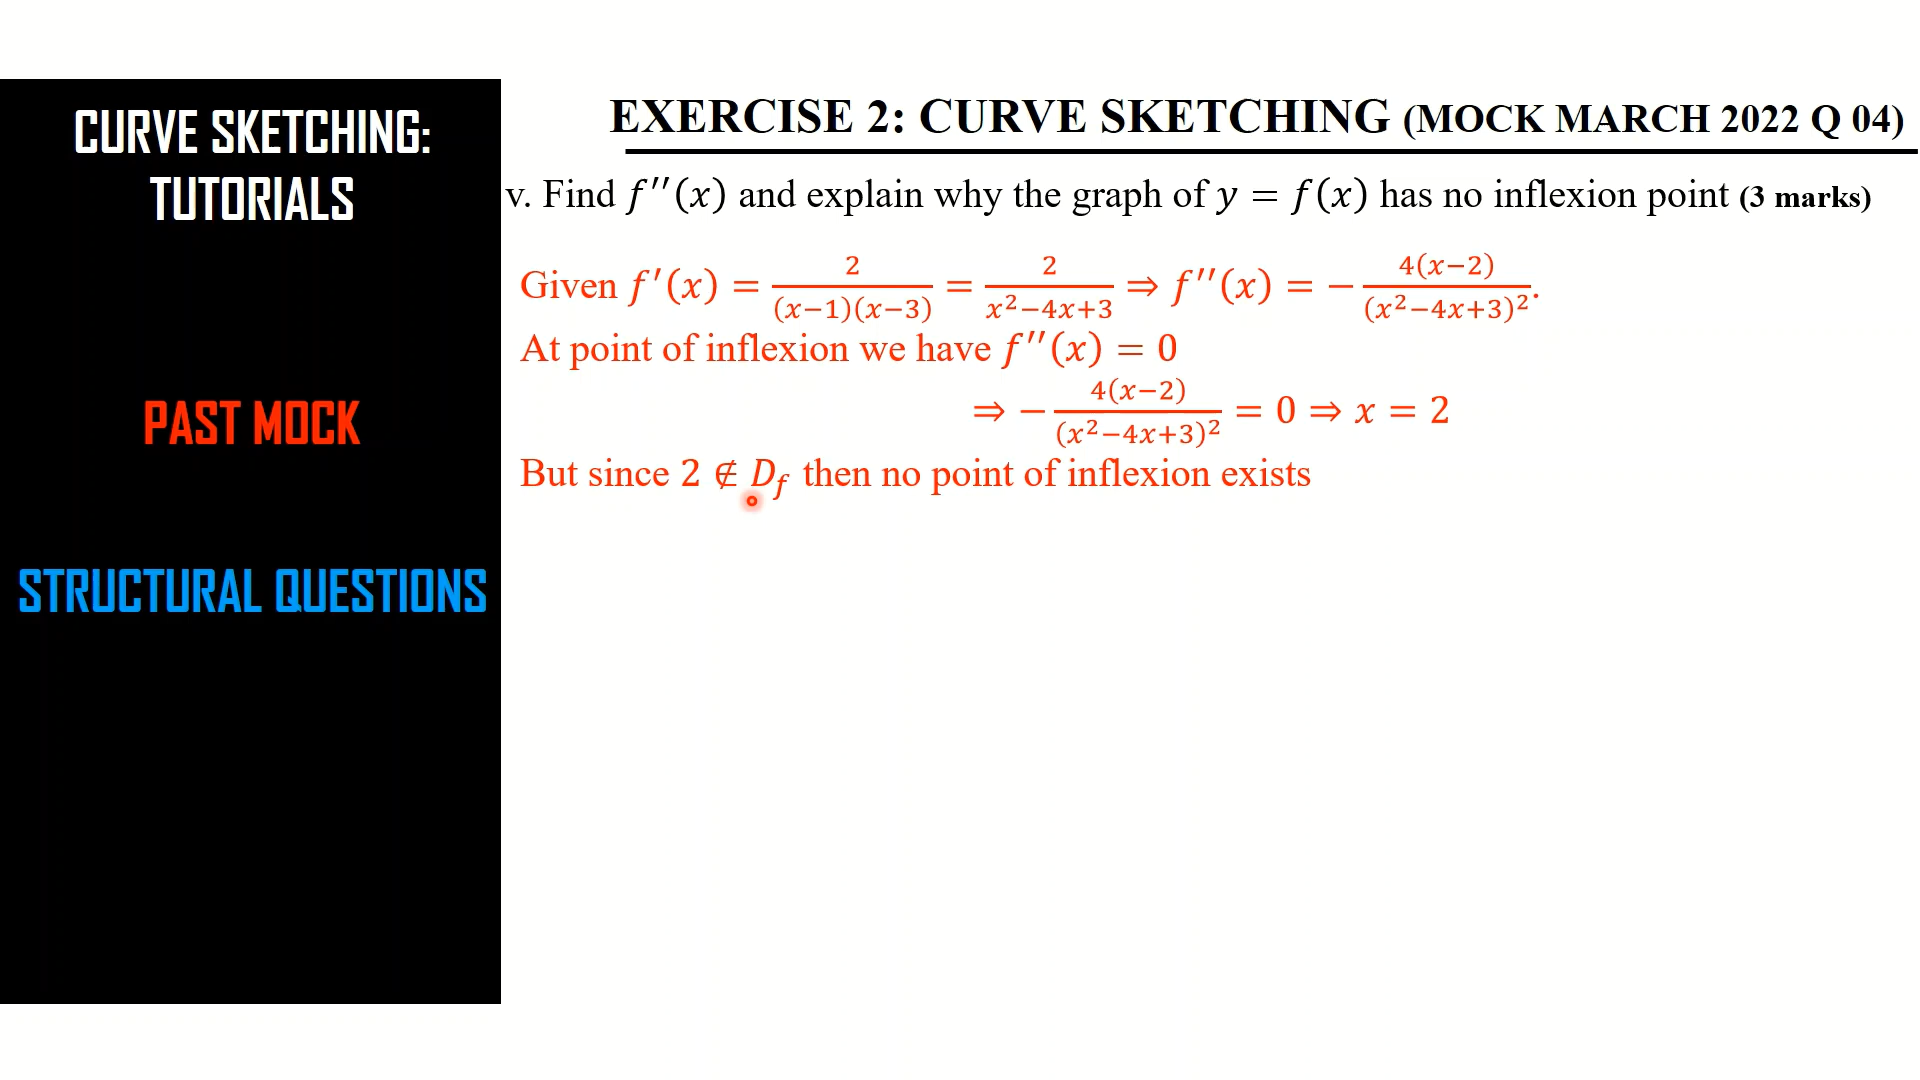 CURVE SKETCHING:
TUTORIALS
PAST MOCK
STRUCTURAL QUESTIONS
EXERCISE 2: CURVE SKETCHING (MOCK MARCH 2022 Q 04)
v. Find f′′(x) and explain why the graph of y = f(x) has no inflexion point (3 marks)
Given f′(x) = 2/((x−1)(x−3)) = 2/(x²−4x+3) ⇒ f′′(x) = − 4(x−2)/(x²−4x+3)².
At point of inflexion we have f′′(x) = 0
⇒ − 4(x−2)/(x²−4x+3)² = 0 ⇒ x = 2
But since 2 ∉ D_f then no point of inflexion exists